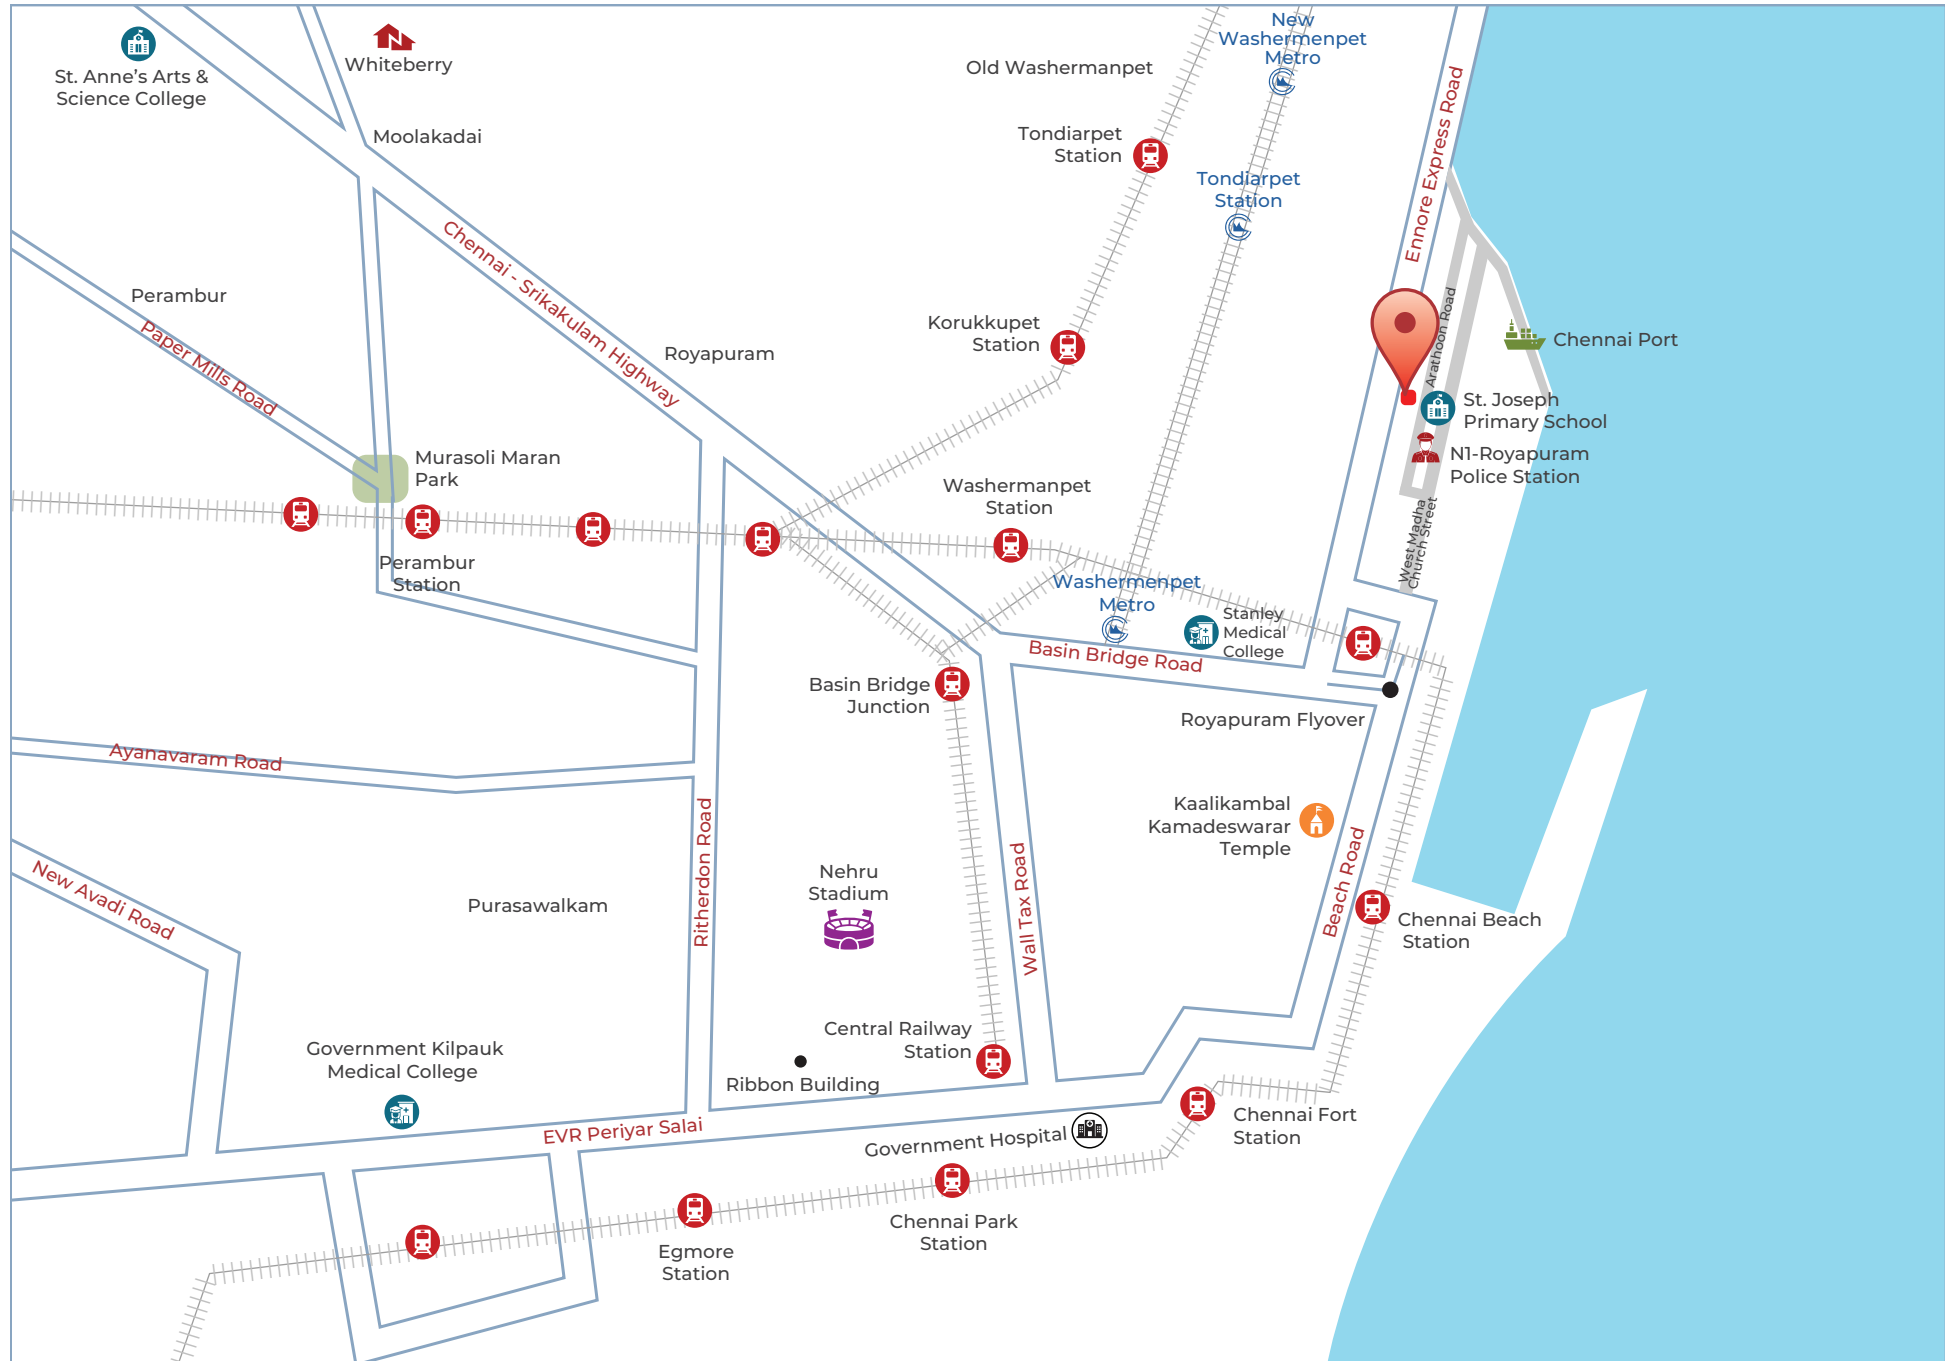 New
Washermenpet
Metro
St. Anne's Arts &
Science College
Whiteberry
Old Washermanpet
Moolakadai
Tondiarpet
Station
Tondiarpet
Station
Ennore Express Road
Perambur
Paper Mills Road
Chennai - Srikakulam Highway
Royapuram
Korukkupet
Station
Arathoon Road
Chennai Port
St. Joseph
Primary School
N1-Royapuram
Police Station
Murasoli Maran
Park
Washermanpet
Station
West Madha
Church Street
Perambur
Station
Washermenpet
Metro
Stanley
Medical
College
Basin Bridge Road
Basin Bridge
Junction
Royapuram Flyover
Ayanavaram Road
Kaalikambal
Kamadeswarar
Temple
Ritherdon Road
Nehru
Stadium
Wall Tax Road
Beach Road
New Avadi Road
Purasawalkam
Chennai Beach
Station
Central Railway
Station
Government Kilpauk
Medical College
Ribbon Building
Chennai Fort
Station
EVR Periyar Salai
Government Hospital
Chennai Park
Station
Egmore
Station